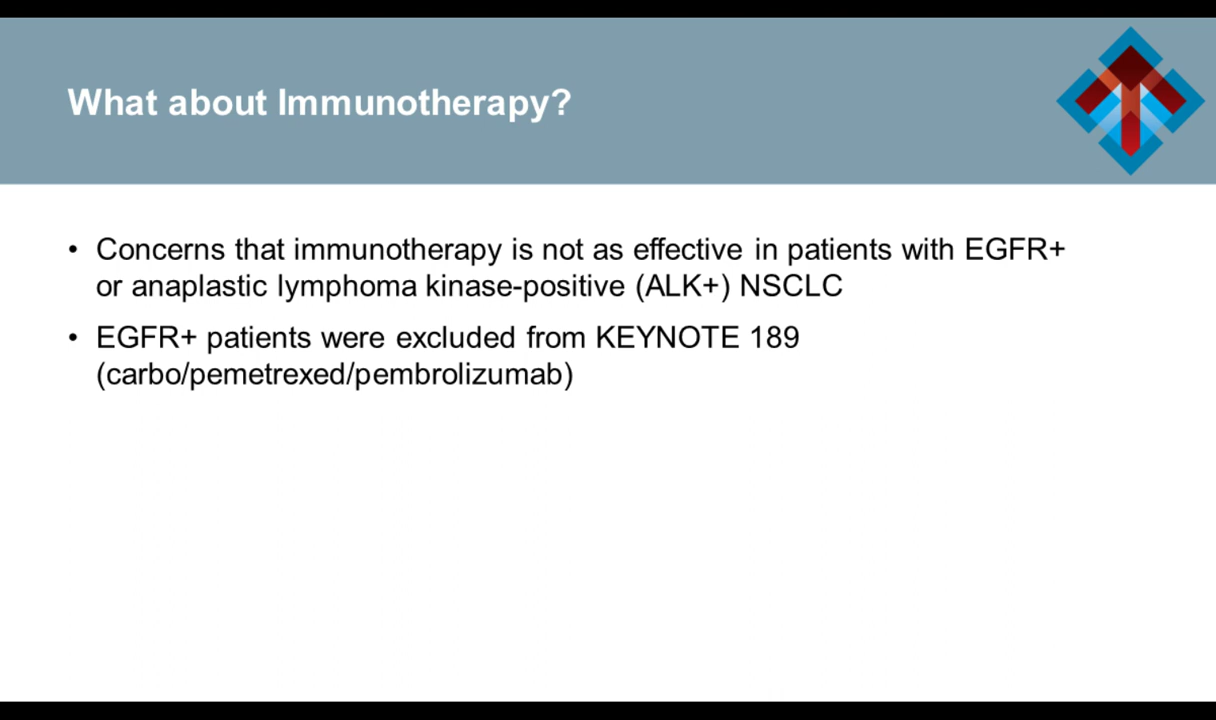 What about Immunotherapy?
• Concerns that immunotherapy is not as effective in patients with EGFR+
or anaplastic lymphoma kinase-positive (ALK+) NSCLC
• EGFR+ patients were excluded from KEYNOTE 189
(carbo/pemetrexed/pembrolizumab)